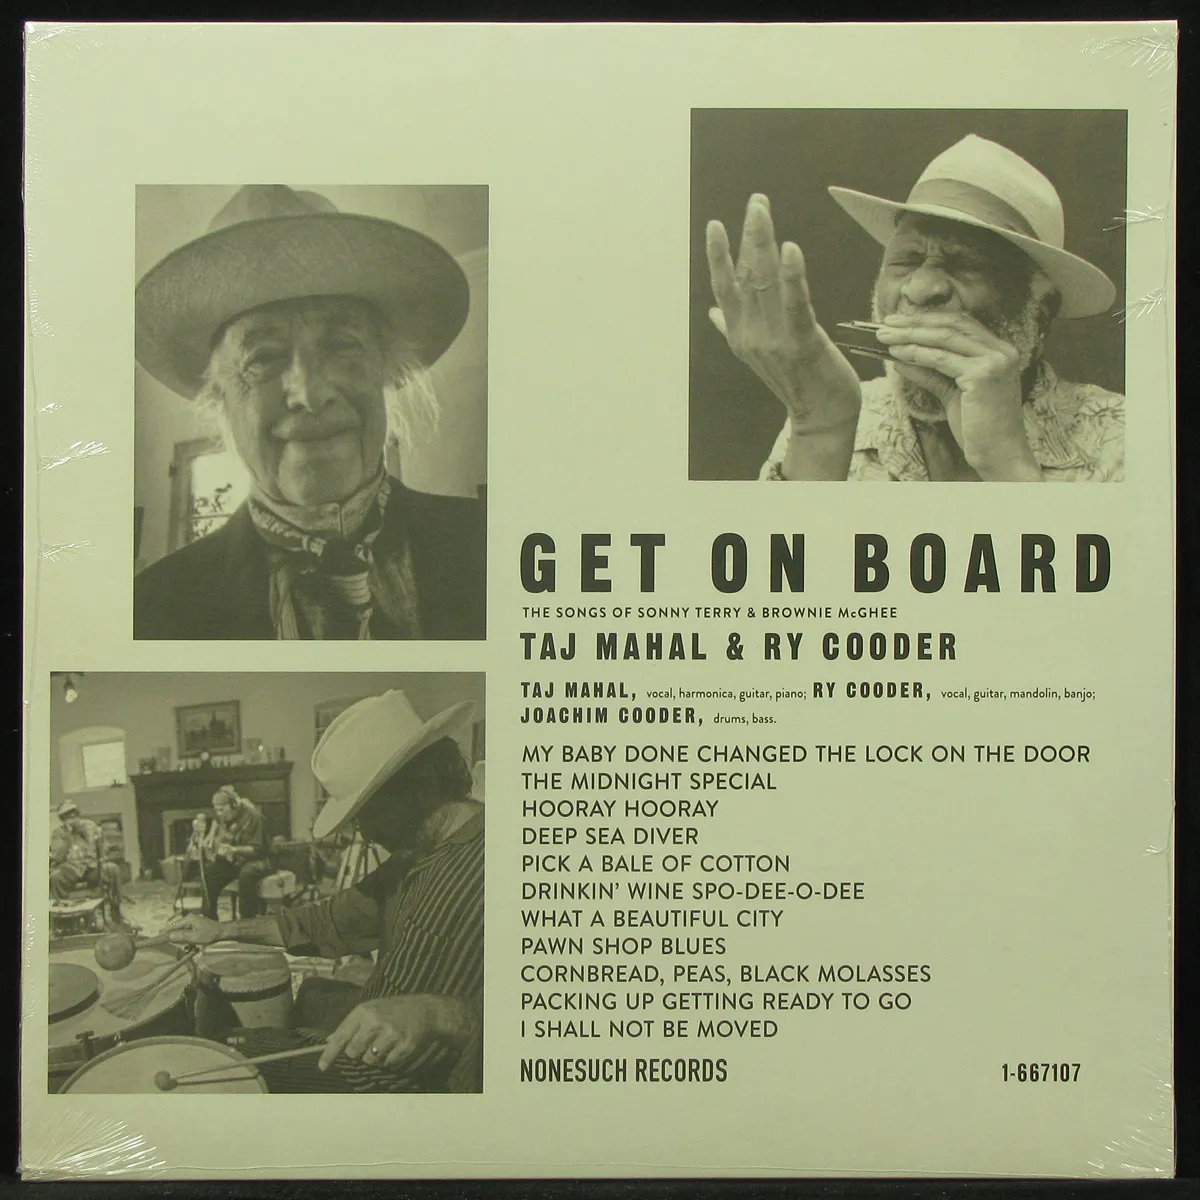 GET ON BOARD
THE SONGS OF SONNY TERRY & BROWNIE McGHEE
TAJ MAHAL & RY COODER
TAJ MAHAL, vocal, harmonica, guitar, piano; RY COODER, vocal, guitar, mandolin, banjo;
JOACHIM COODER, drums, bass.
MY BABY DONE CHANGED THE LOCK ON THE DOOR
THE MIDNIGHT SPECIAL
HOORAY HOORAY
DEEP SEA DIVER
PICK A BALE OF COTTON
DRINKIN' WINE SPO-DEE-O-DEE
WHAT A BEAUTIFUL CITY
PAWN SHOP BLUES
CORNBREAD, PEAS, BLACK MOLASSES
PACKING UP GETTING READY TO GO
I SHALL NOT BE MOVED
NONESUCH RECORDS 1-667107